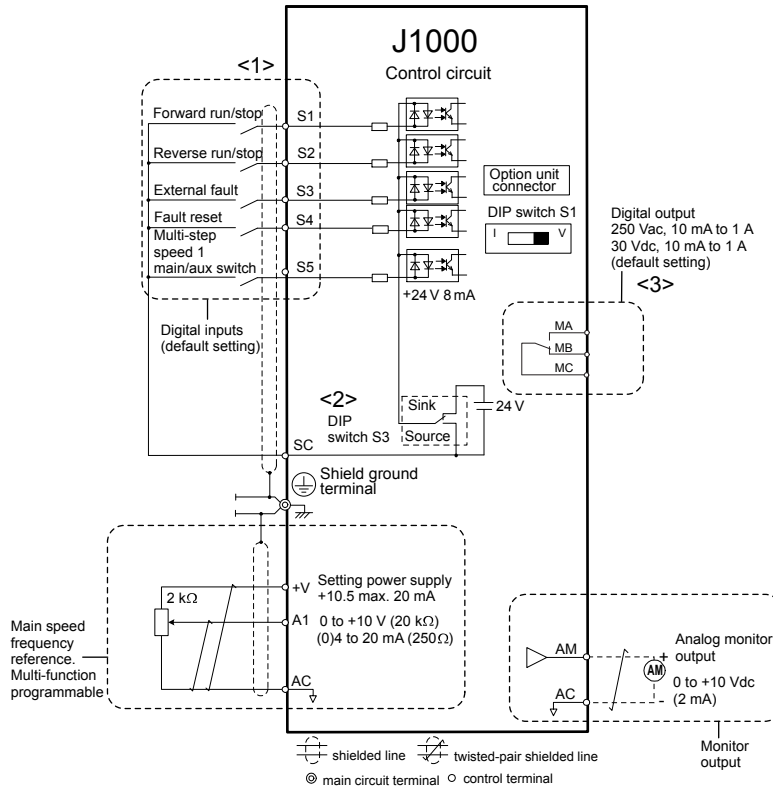 J1000
Control circuit
<1>
Forward run/stop
S1
Reverse run/stop
S2
External fault
S3
Fault reset
S4
Multi-step
speed 1
main/aux switch
S5
Digital inputs
(default setting)
+24 V 8 mA
Option unit
connector
DIP switch S1
I
V
Digital output
250 Vac, 10 mA to 1 A
30 Vdc, 10 mA to 1 A
(default setting)
<3>
MA
MB
MC
<2>
DIP
switch S3
Sink
Source
24 V
SC
Shield ground
terminal
Main speed
frequency
reference.
Multi-function
programmable
2 kΩ
+V
Setting power supply
+10.5 max. 20 mA
A1
0 to +10 V (20 kΩ)
(0)4 to 20 mA (250Ω)
AC
AM
AC
+
AM
-
Analog monitor
output
0 to +10 Vdc
(2 mA)
Monitor
output
shielded line
twisted-pair shielded line
main circuit terminal
control terminal